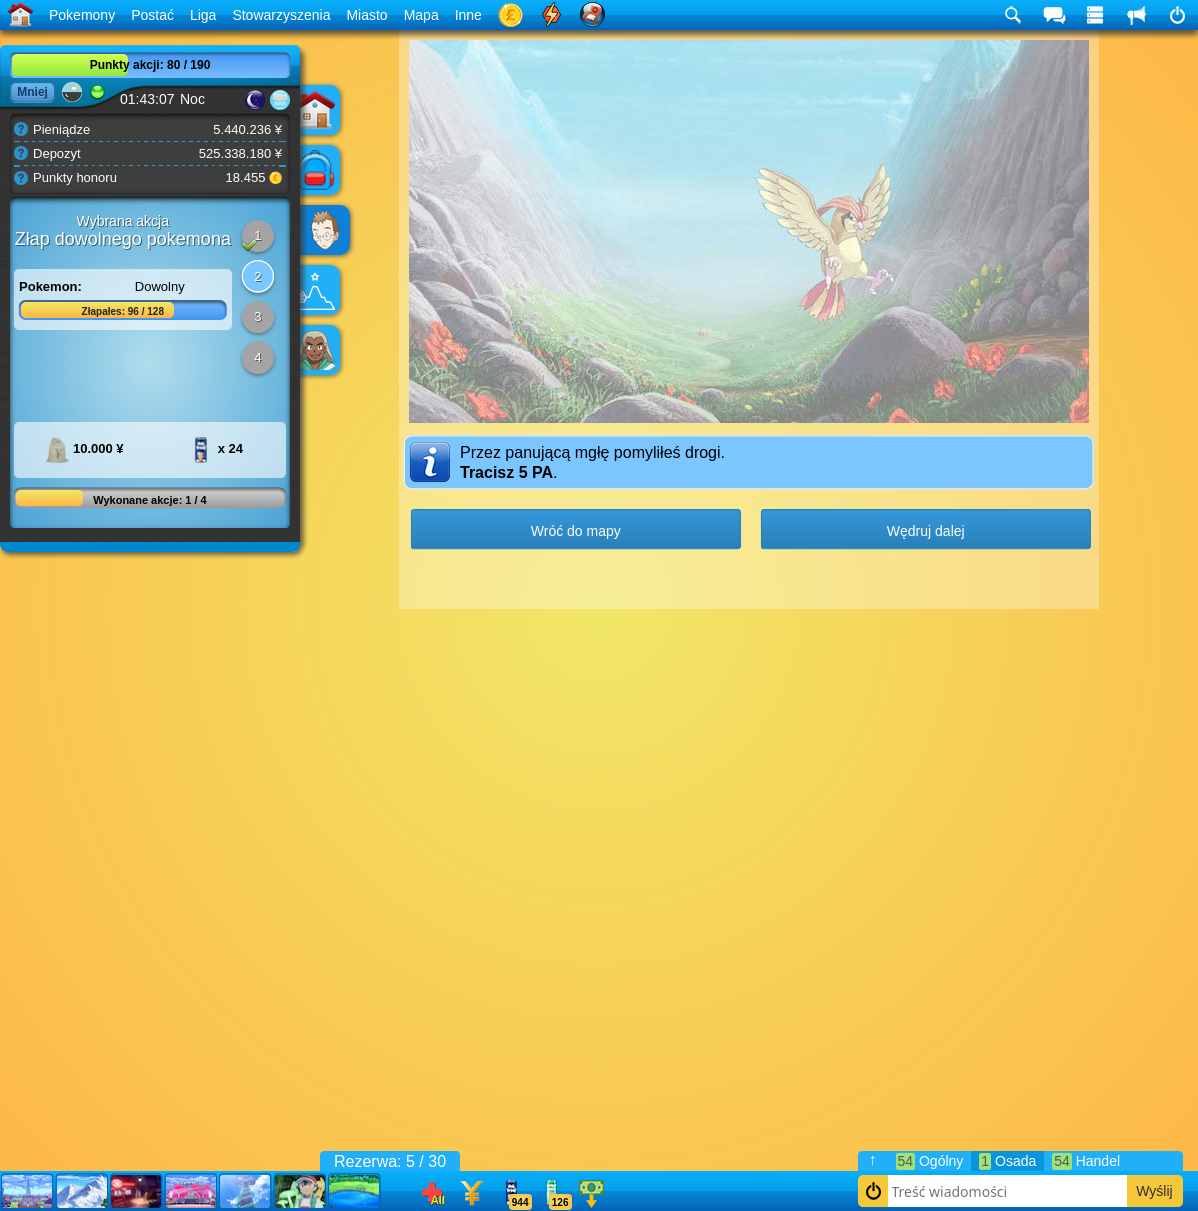 Pokemony Postać Liga Stowarzyszenia Miasto Mapa Inne
Punkty akcji: 80 / 190
Mniej
01:43:07 Noc
Pieniądze 5.440.236 ¥
Depozyt 525.338.180 ¥
Punkty honoru 18.455
Wybrana akcja
Złap dowolnego pokemona
1
2
3
4
Pokemon: Dowolny
Złapałes: 96 / 128
10.000 ¥ x 24
Wykonane akcje: 1 / 4
Przez panującą mgłę pomyliłeś drogi.
Tracisz 5 PA.
Wróć do mapy Wędruj dalej
Rezerwa: 5 / 30
↑ 54 Ogólny 1 Osada 54 Handel
All 944 126
Treść wiadomości Wyślij